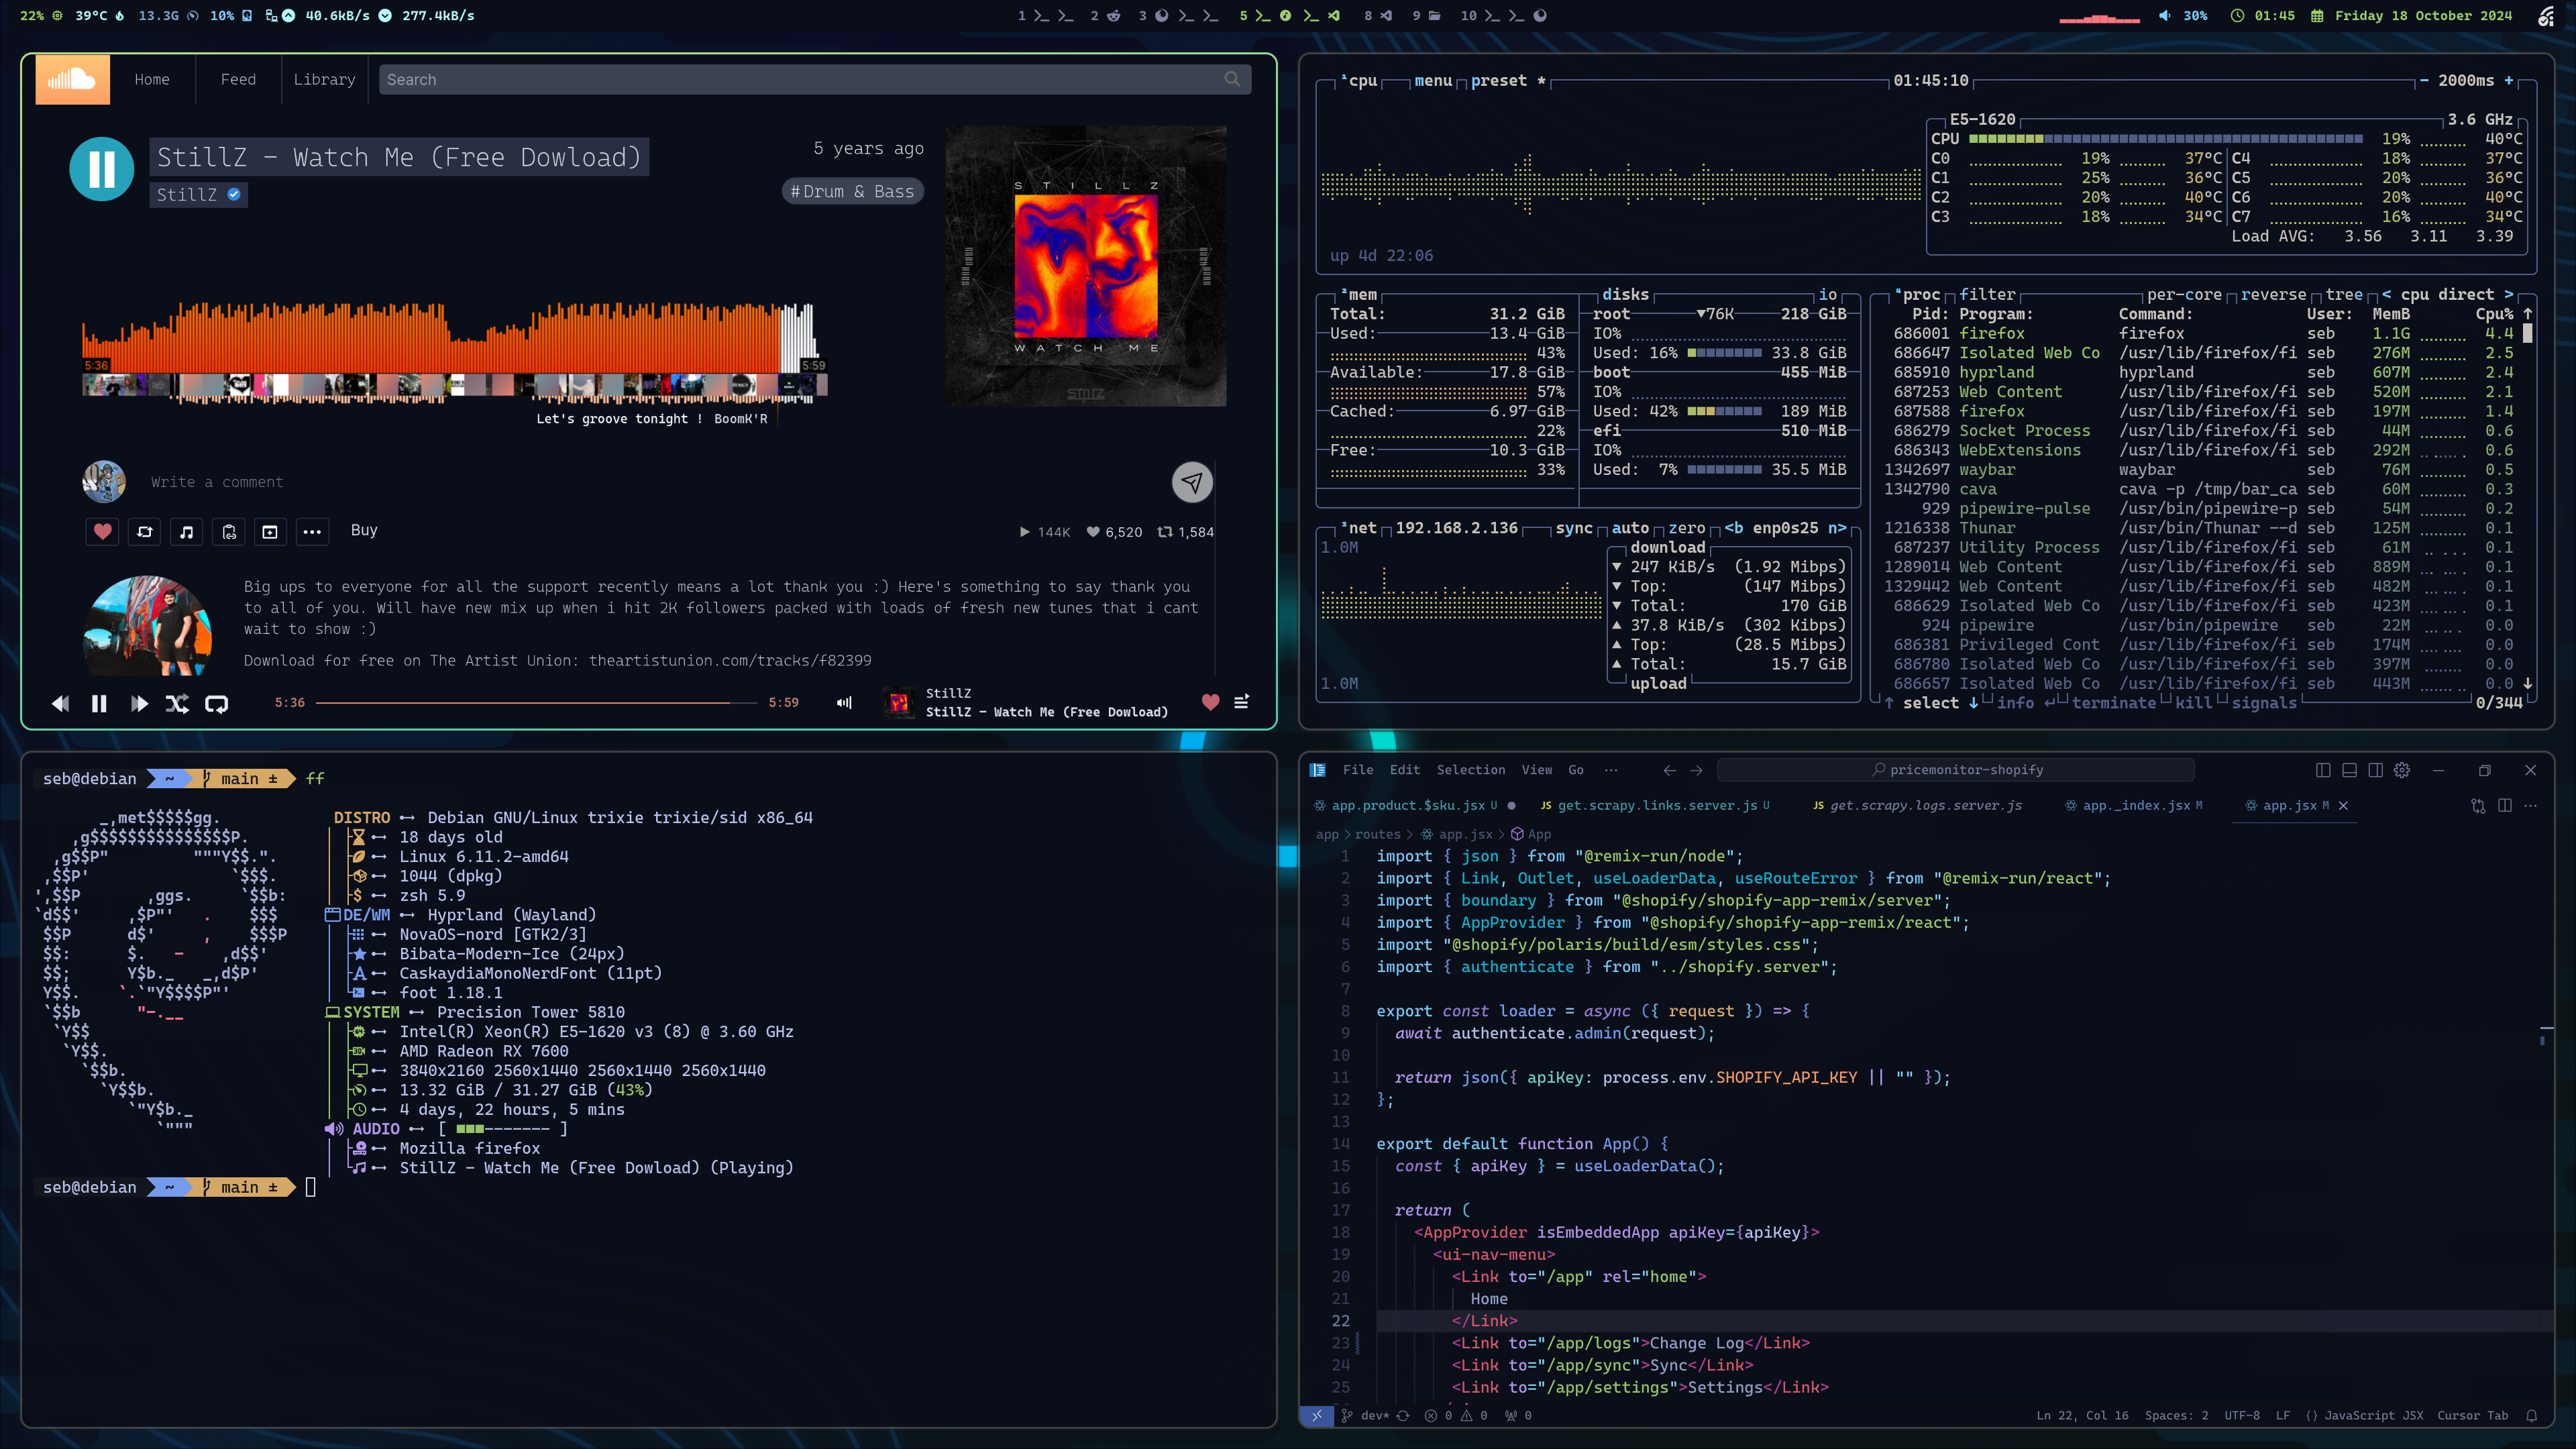 22% 39°C 13.3G 10% 40.6kB/s 277.4kB/s 1 2 3 5 8 9 10 30% 01:45 Friday 18 October 2024
Home Feed Library Search
StillZ - Watch Me (Free Dowload)
StillZ
5 years ago
#Drum & Bass
STILLZ
WATCH ME
5:36 5:59
Let's groove tonight ! BoomK'R
Write a comment
Buy
144K 6,520 1,584
Big ups to everyone for all the support recently means a lot thank you :) Here's something to say thank you
to all of you. Will have new mix up when i hit 2K followers packed with loads of fresh new tunes that i cant
wait to show :)
Download for free on The Artist Union: theartistunion.com/tracks/f82399
5:36 5:59
StillZ
StillZ - Watch Me (Free Dowload)
¹cpu menu preset * 01:45:10 - 2000ms +
E5-1620 3.6 GHz
CPU 19% 40°C
C0 19% 37°C C4 18% 37°C
C1 25% 36°C C5 20% 36°C
C2 20% 40°C C6 20% 40°C
C3 18% 34°C C7 16% 34°C
Load AVG: 3.56 3.11 3.39
up 4d 22:06
²mem disks io
Total: 31.2 GiB
Used: 13.4 GiB
43%
Available: 17.8 GiB
57%
Cached: 6.97 GiB
22%
Free: 10.3 GiB
33%
root ▼76K 218 GiB
IO%
Used: 16% 33.8 GiB
boot 455 MiB
IO%
Used: 42% 189 MiB
efi 510 MiB
IO%
Used: 7% 35.5 MiB
³net 192.168.2.136 sync auto zero <b enp0s25 n>
1.0M
download
▼ 247 KiB/s (1.92 Mibps)
▼ Top: (147 Mibps)
▼ Total: 170 GiB
▲ 37.8 KiB/s (302 Kibps)
▲ Top: (28.5 Mibps)
▲ Total: 15.7 GiB
upload
1.0M
⁴proc filter per-core reverse tree < cpu direct >
Pid: Program: Command: User: MemB Cpu% ↑
686001 firefox firefox seb 1.1G 4.4
686647 Isolated Web Co /usr/lib/firefox/fi seb 276M 2.5
685910 hyprland hyprland seb 607M 2.4
687253 Web Content /usr/lib/firefox/fi seb 520M 2.1
687588 firefox /usr/lib/firefox/fi seb 197M 1.4
686279 Socket Process /usr/lib/firefox/fi seb 44M 0.6
686343 WebExtensions /usr/lib/firefox/fi seb 292M 0.6
1342697 waybar waybar seb 76M 0.5
1342790 cava cava -p /tmp/bar_ca seb 60M 0.3
929 pipewire-pulse /usr/bin/pipewire-p seb 54M 0.2
1216338 Thunar /usr/bin/Thunar --d seb 125M 0.1
687237 Utility Process /usr/lib/firefox/fi seb 61M 0.1
1289014 Web Content /usr/lib/firefox/fi seb 889M 0.1
1329442 Web Content /usr/lib/firefox/fi seb 482M 0.1
686629 Isolated Web Co /usr/lib/firefox/fi seb 423M 0.1
924 pipewire /usr/bin/pipewire seb 22M 0.0
686381 Privileged Cont /usr/lib/firefox/fi seb 174M 0.0
686780 Isolated Web Co /usr/lib/firefox/fi seb 397M 0.0
686657 Isolated Web Co /usr/lib/firefox/fi seb 443M 0.0 ↓
↑ select ↓ info ↵ terminate kill signals 0/344
seb@debian ~ main ± ff
_,met$$$$$gg.
,g$$$$$$$$$$$$$$$P.
,g$$P" """Y$$.".
,$$P' `$$$.
',$$P ,ggs. `$$b:
`d$$' ,$P"' . $$$
$$P d$' , $$$P
$$: $. - ,d$$'
$$; Y$b._ _,d$P'
Y$$. `.`"Y$$$$P"'
`$$b "-.__
`Y$$
`Y$$.
`$$b.
`Y$$b.
`"Y$b._
`"""
DISTRO Debian GNU/Linux trixie trixie/sid x86_64
18 days old
Linux 6.11.2-amd64
1044 (dpkg)
zsh 5.9
DE/WM Hyprland (Wayland)
NovaOS-nord [GTK2/3]
Bibata-Modern-Ice (24px)
CaskaydiaMonoNerdFont (11pt)
foot 1.18.1
SYSTEM Precision Tower 5810
Intel(R) Xeon(R) E5-1620 v3 (8) @ 3.60 GHz
AMD Radeon RX 7600
3840x2160 2560x1440 2560x1440 2560x1440
13.32 GiB / 31.27 GiB (43%)
4 days, 22 hours, 5 mins
AUDIO [ ■■■------- ]
Mozilla firefox
StillZ - Watch Me (Free Dowload) (Playing)
seb@debian ~ main ±
File Edit Selection View Go ··· ← → pricemonitor-shopify
app.product.$sku.jsx U ● JS get.scrapy.links.server.js U JS get.scrapy.logs.server.js app._index.jsx M app.jsx M
app > routes > app.jsx > App
1 import { json } from "@remix-run/node";
2 import { Link, Outlet, useLoaderData, useRouteError } from "@remix-run/react";
3 import { boundary } from "@shopify/shopify-app-remix/server";
4 import { AppProvider } from "@shopify/shopify-app-remix/react";
5 import "@shopify/polaris/build/esm/styles.css";
6 import { authenticate } from "../shopify.server";
7
8 export const loader = async ({ request }) => {
9 await authenticate.admin(request);
10
11 return json({ apiKey: process.env.SHOPIFY_API_KEY || "" });
12 };
13
14 export default function App() {
15 const { apiKey } = useLoaderData();
16
17 return (
18 <AppProvider isEmbeddedApp apiKey={apiKey}>
19 <ui-nav-menu>
20 <Link to="/app" rel="home">
21 Home
22 </Link>
23 <Link to="/app/logs">Change Log</Link>
24 <Link to="/app/sync">Sync</Link>
25 <Link to="/app/settings">Settings</Link>
dev* 0 0 0 Ln 22, Col 16 Spaces: 2 UTF-8 LF {} JavaScript JSX Cursor Tab